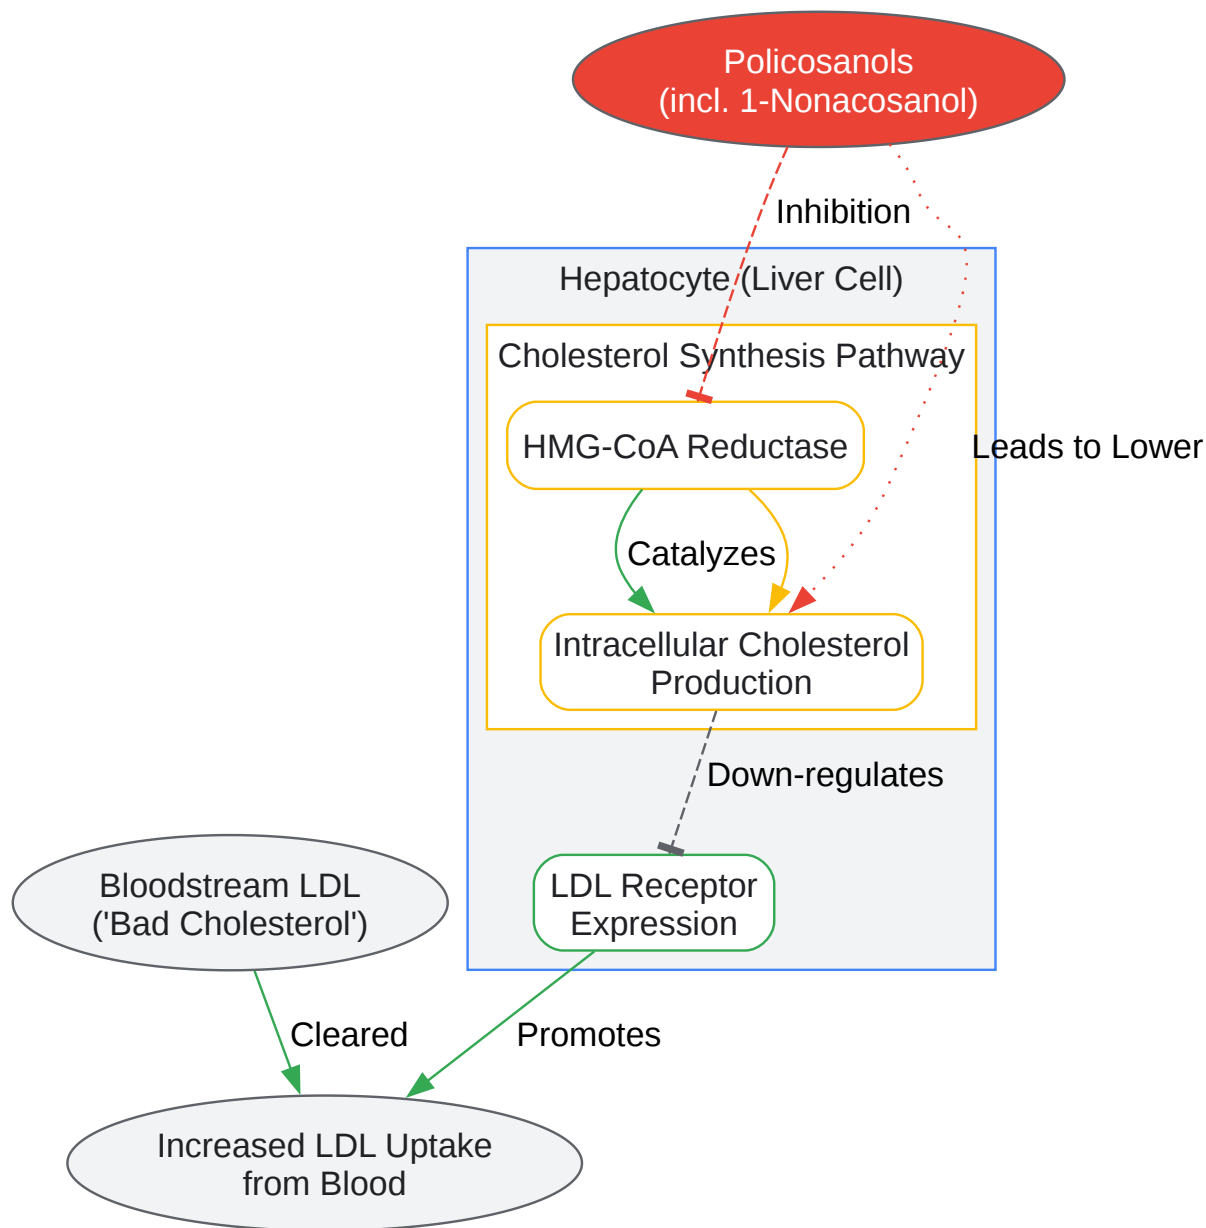 Policosanols
(incl. 1-Nonacosanol)
Inhibition
Hepatocyte (Liver Cell)
Cholesterol Synthesis Pathway
HMG-CoA Reductase
Leads to Lower
Catalyzes
Intracellular Cholesterol
Production
Down-regulates
Bloodstream LDL
('Bad Cholesterol')
LDL Receptor
Expression
Cleared
Promotes
Increased LDL Uptake
from Blood